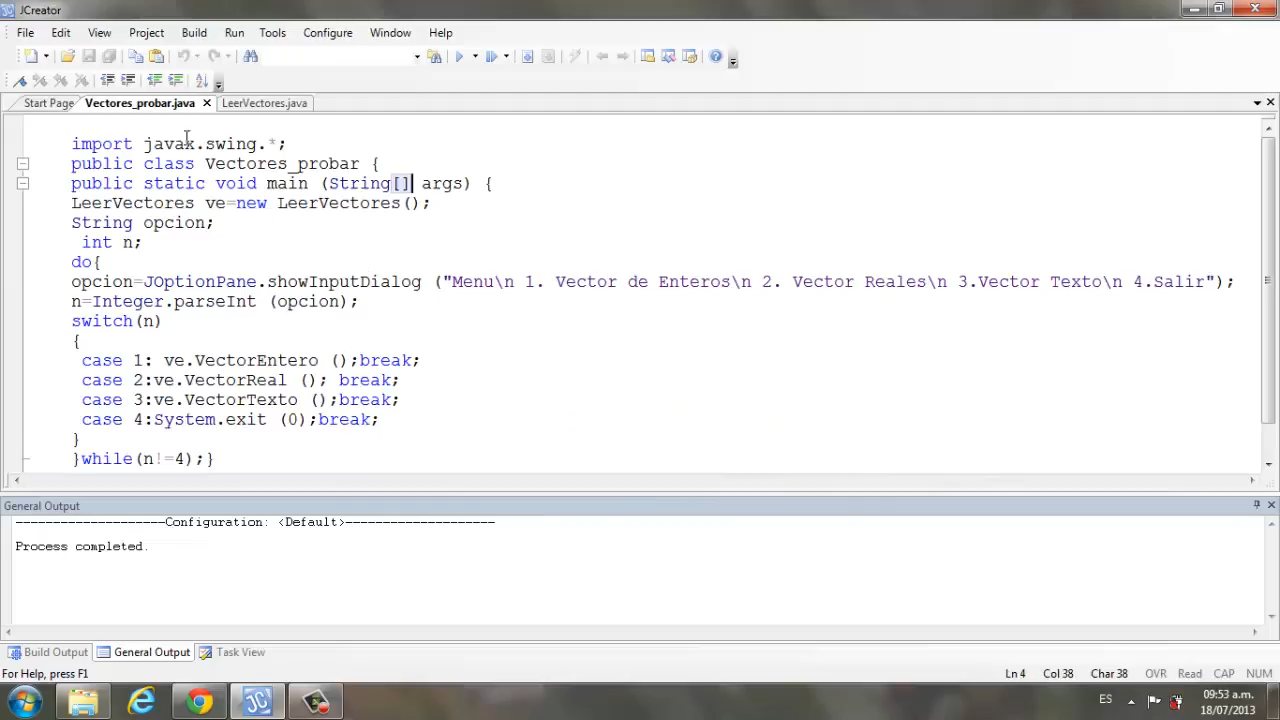 JCreator
File Edit View Project Build Run Tools Configure Window Help
Start Page Vectores_probar.java LeerVectores.java
import javax.swing.*;
public class Vectores_probar {
public static void main (String[] args) {
LeerVectores ve=new LeerVectores();
String opcion;
int n;
do{
opcion=JOptionPane.showInputDialog ("Menu\n 1. Vector de Enteros\n 2. Vector Reales\n 3.Vector Texto\n 4.Salir");
n=Integer.parseInt (opcion);
switch(n)
{
case 1: ve.VectorEntero ();break;
case 2:ve.VectorReal (); break;
case 3:ve.VectorTexto ();break;
case 4:System.exit (0);break;
}
}while(n!=4);}
General Output
--------------------Configuration: <Default>--------------------
Process completed.
Build Output General Output Task View
For Help, press F1 Ln 4 Col 38 Char 38 OVR Read CAP NUM
JC ES 09:53 a.m.
18/07/2013